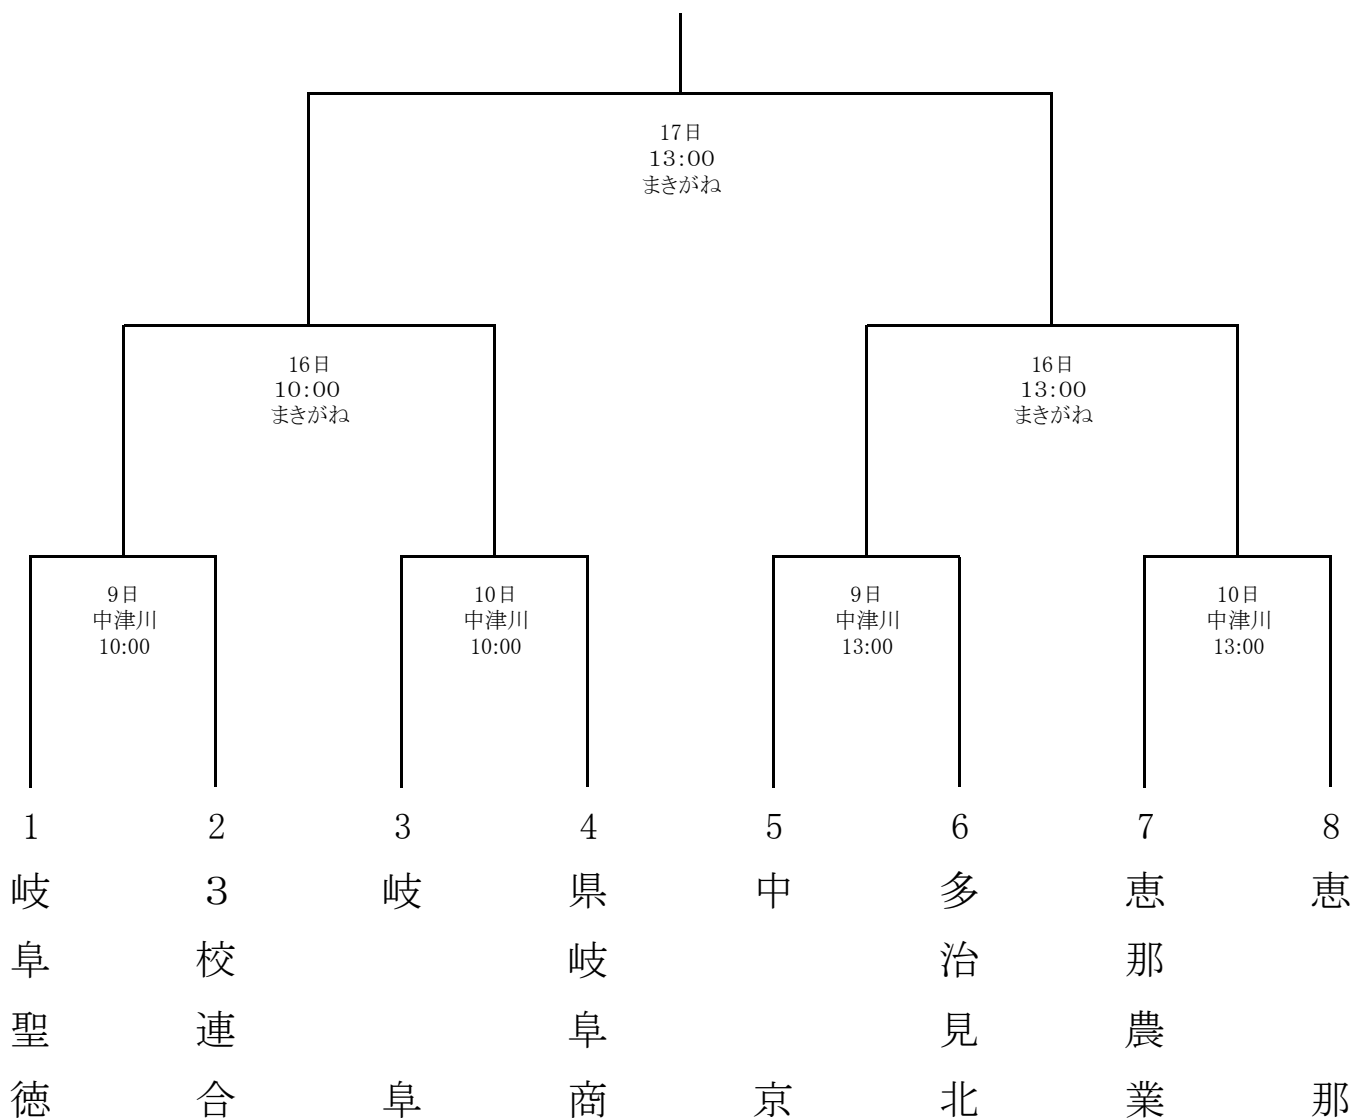 17日
13:00
まきがね
16日
10:00
まきがね
16日
13:00
まきがね
9日
中津川
10:00
10日
中津川
10:00
9日
中津川
13:00
10日
中津川
13:00
1
岐阜聖徳
2
３校連合
3
岐阜
4
県岐阜商
5
中京
6
多治見北
7
恵那農業
8
恵那